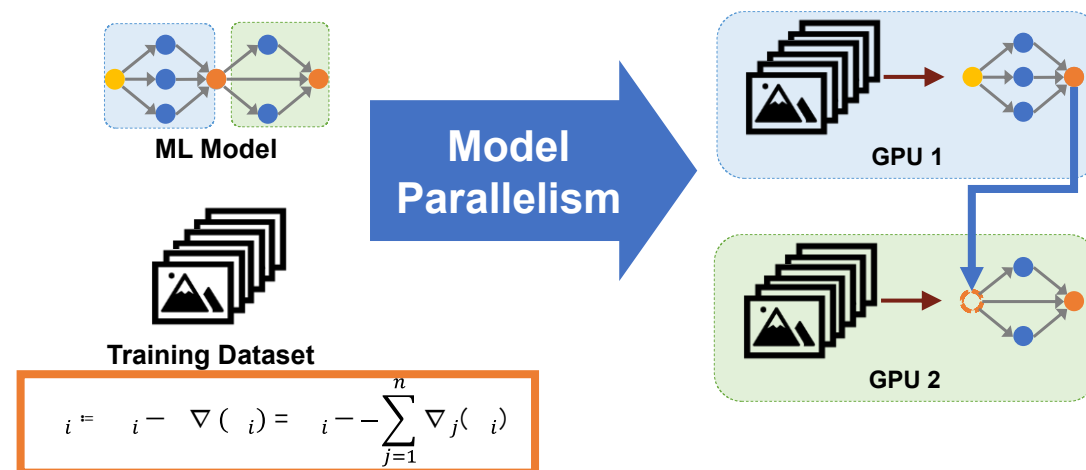 ML Model
Training Dataset
i ≔ i − ∇ ( i) = i − − n∑j=1 ∇j( i)
Model
Parallelism
GPU 1
GPU 2